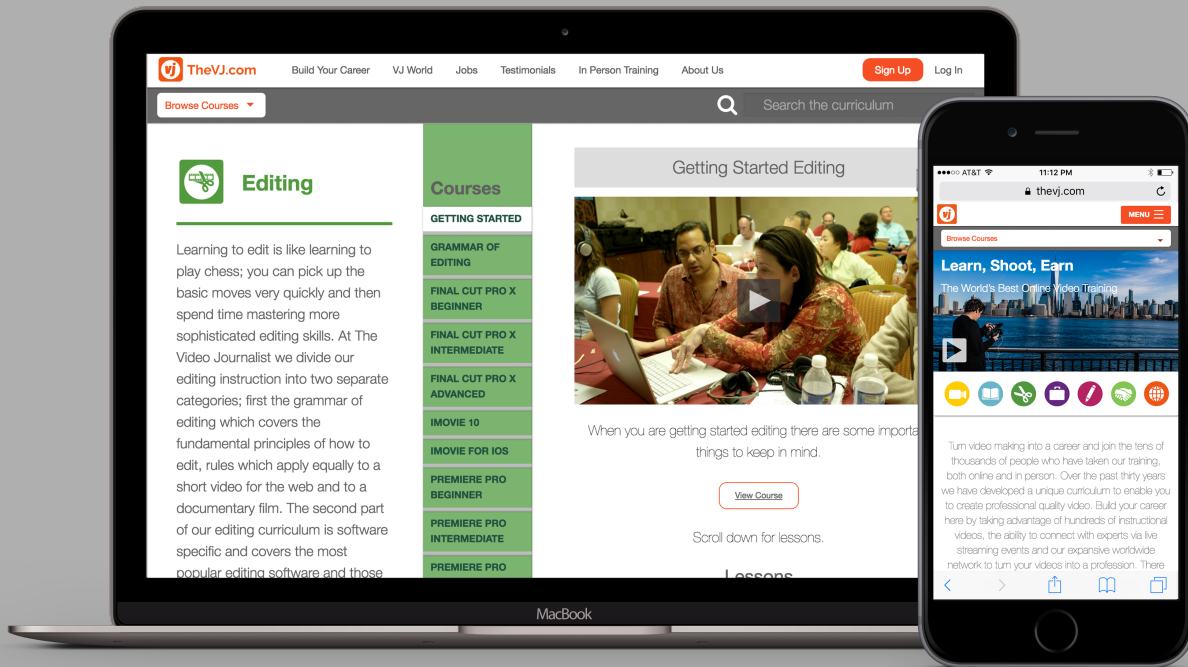 vj TheVJ.com
Build Your Career
VJ World
Jobs
Testimonials
In Person Training
About Us
Sign Up
Log In
Browse Courses
Search the curriculum
Editing
Learning to edit is like learning to
play chess; you can pick up the
basic moves very quickly and then
spend time mastering more
sophisticated editing skills. At The
Video Journalist we divide our
editing instruction into two separate
categories; first the grammar of
editing which covers the
fundamental principles of how to
edit, rules which apply equally to a
short video for the web and to a
documentary film. The second part
of our editing curriculum is software
specific and covers the most
popular editing software and those
Courses
GETTING STARTED
GRAMMAR OF
EDITING
FINAL CUT PRO X
BEGINNER
FINAL CUT PRO X
INTERMEDIATE
FINAL CUT PRO X
ADVANCED
IMOVIE 10
IMOVIE FOR IOS
PREMIERE PRO
BEGINNER
PREMIERE PRO
INTERMEDIATE
PREMIERE PRO
Getting Started Editing
When you are getting started editing there are some importa
things to keep in mind.
View Course
Scroll down for lessons.
Lessons
MacBook
AT&T
11:12 PM
thevj.com
vj
MENU
Browse Courses
Learn, Shoot, Earn
The World's Best Online Video Training
Turn video making into a career and join the tens of
thousands of people who have taken our training,
both online and in person. Over the past thirty years
we have developed a unique curriculum to enable you
to create professional quality video. Build your career
here by taking advantage of hundreds of instructional
videos, the ability to connect with experts via live
streaming events and our expansive worldwide
network to turn your videos into a profession. There